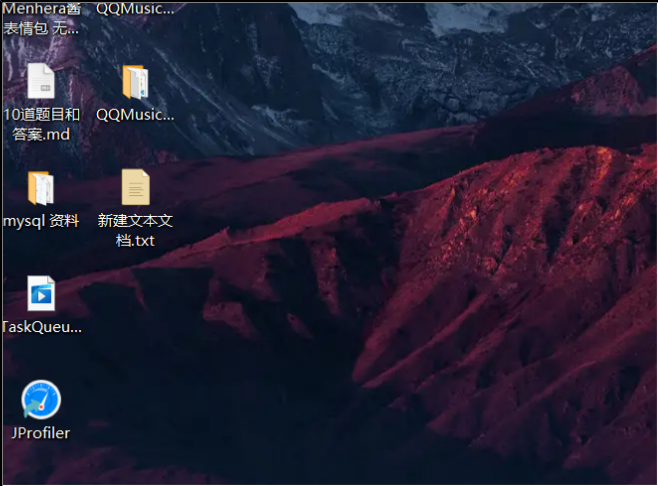 Menhera酱
表情包 无...
QQMusic...
10道题目和
答案.md
QQMusic...
mysql 资料
新建文本文
档.txt
TaskQueu...
JProfiler